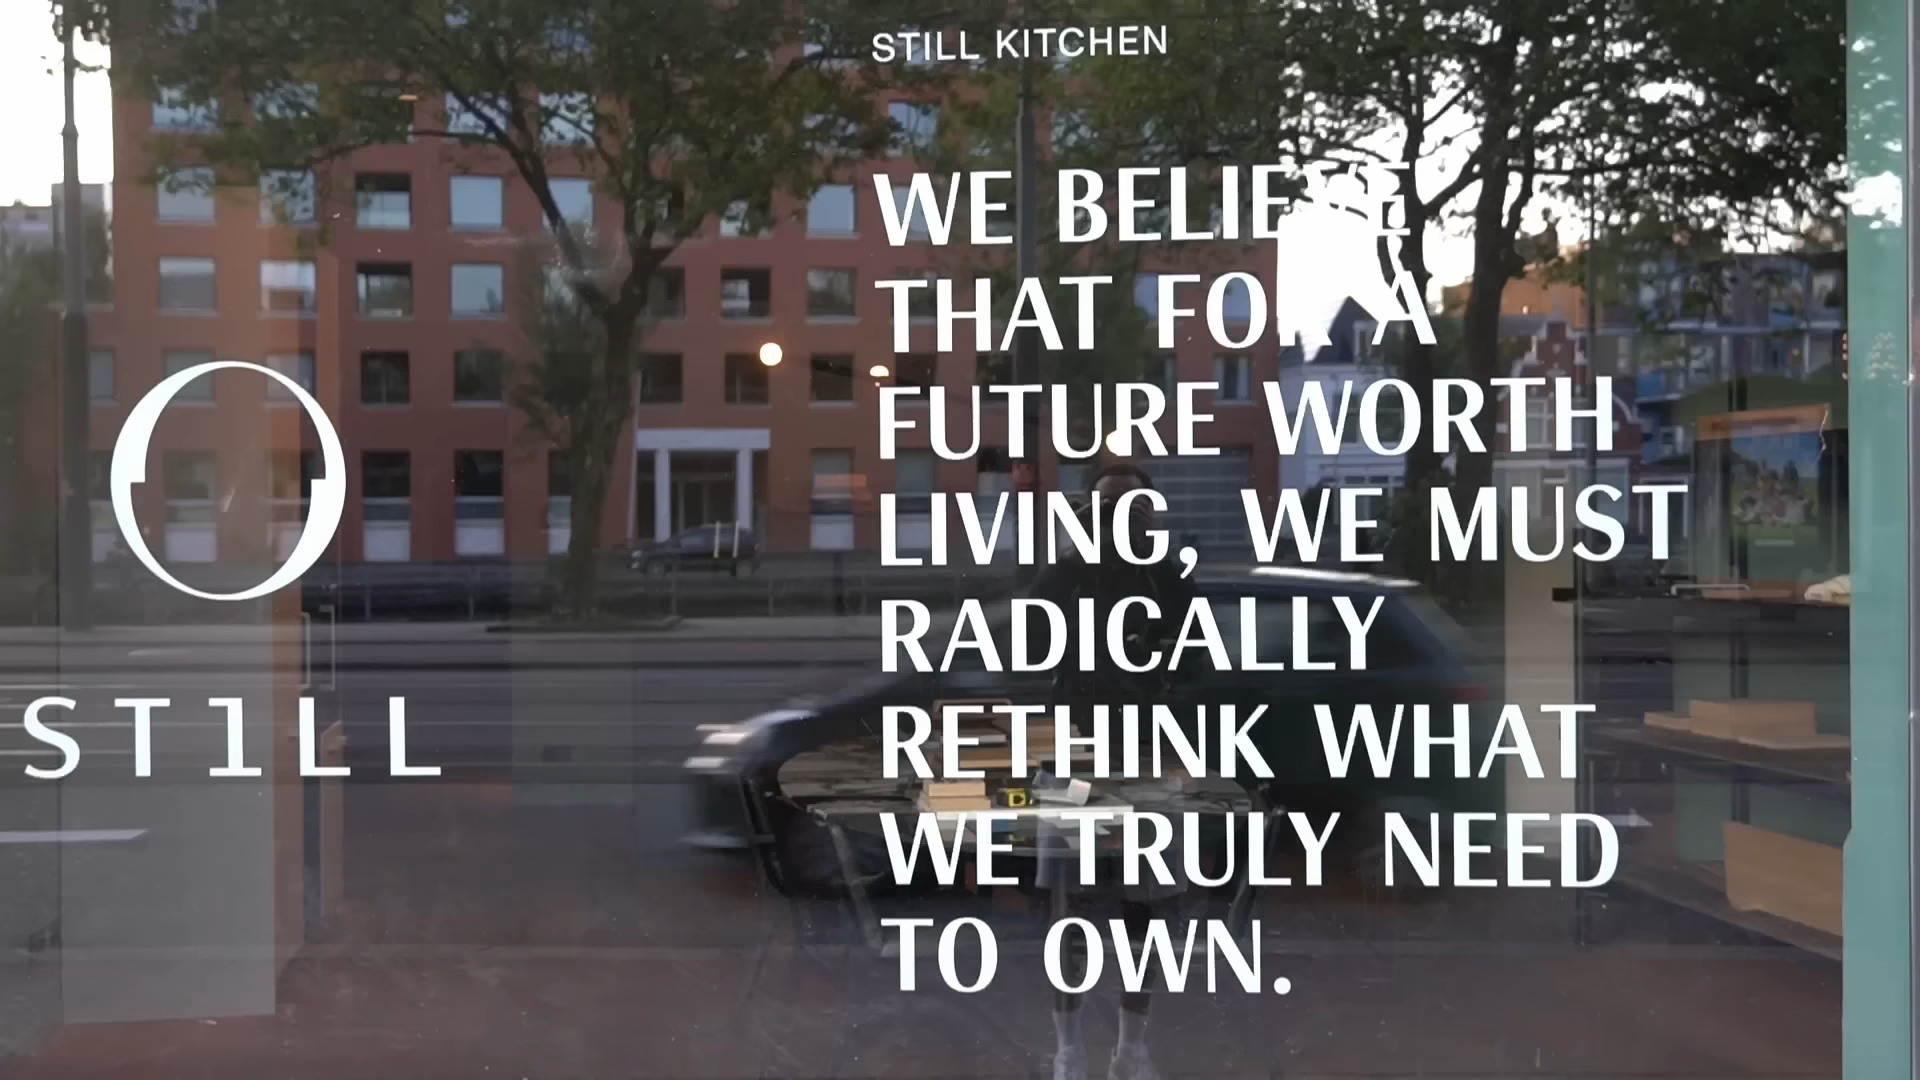 STILL KITCHEN
WE BELIEVE
THAT FOR A
FUTURE WORTH
LIVING, WE MUST
RADICALLY
RETHINK WHAT
WE TRULY NEED
TO OWN.
ST1LL